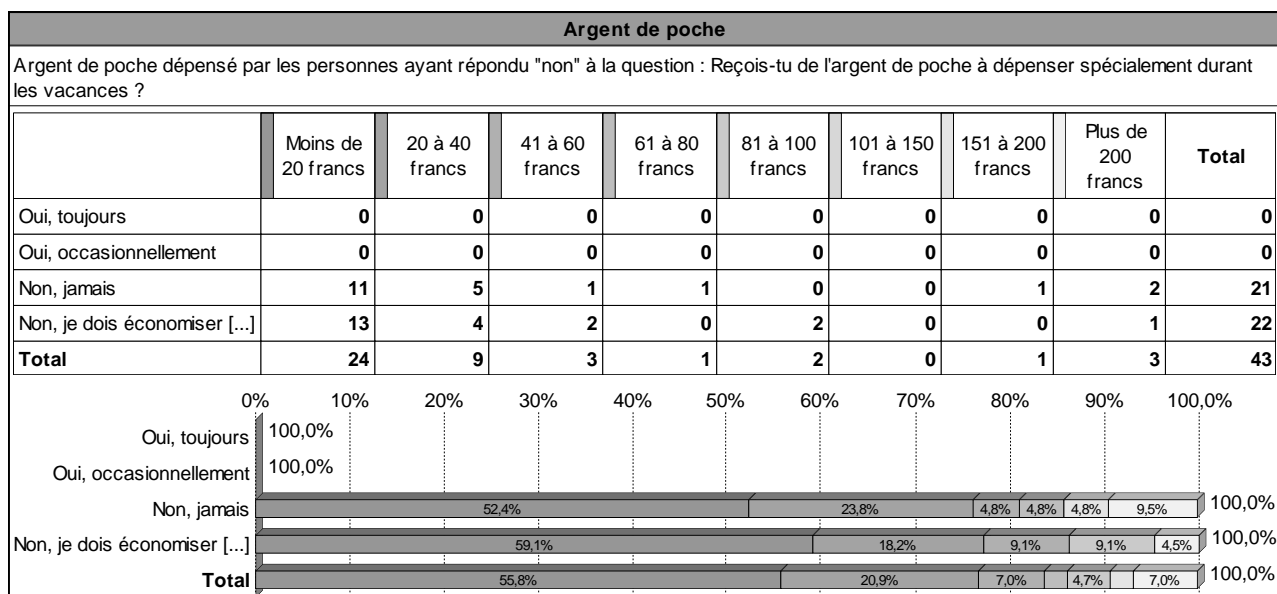 Argent de poche
Argent de poche dépensé par les personnes ayant répondu "non" à la question : Reçois-tu de l'argent de poche à dépenser spécialement durant
les vacances ?
Moins de 20 francs 20 à 40 francs 41 à 60 francs 61 à 80 francs 81 à 100 francs 101 à 150 francs 151 à 200 francs Plus de 200 francs Total
Oui, toujours 0 0 0 0 0 0 0 0 0
Oui, occasionnellement 0 0 0 0 0 0 0 0 0
Non, jamais 11 5 1 1 0 0 1 2 21
Non, je dois économiser [...] 13 4 2 0 2 0 0 1 22
Total 24 9 3 1 2 0 1 3 43
0% 10% 20% 30% 40% 50% 60% 70% 80% 90% 100,0%
Oui, toujours 100,0%
Oui, occasionnellement 100,0%
Non, jamais 52,4% 23,8% 4,8% 4,8% 4,8% 9,5% 100,0%
Non, je dois économiser [...] 59,1% 18,2% 9,1% 9,1% 4,5% 100,0%
Total 55,8% 20,9% 7,0% 4,7% 7,0% 100,0%